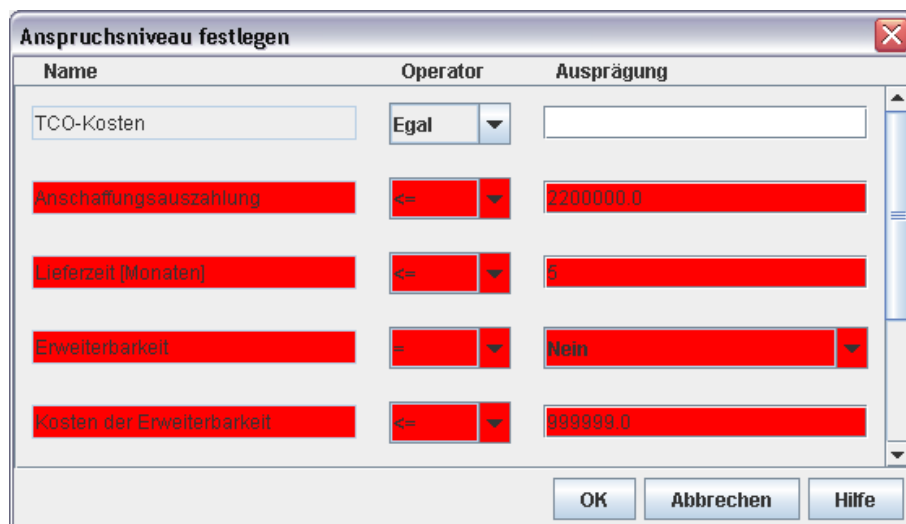 Anspruchsniveau festlegen
Name Operator Ausprägung
TCO-Kosten Egal
Anschaffungsauszahlung <= 2200000.0
Lieferzeit [Monaten] <= 5
Erweiterbarkeit = Nein
Kosten der Erweiterbarkeit <= 999999.0
OK Abbrechen Hilfe